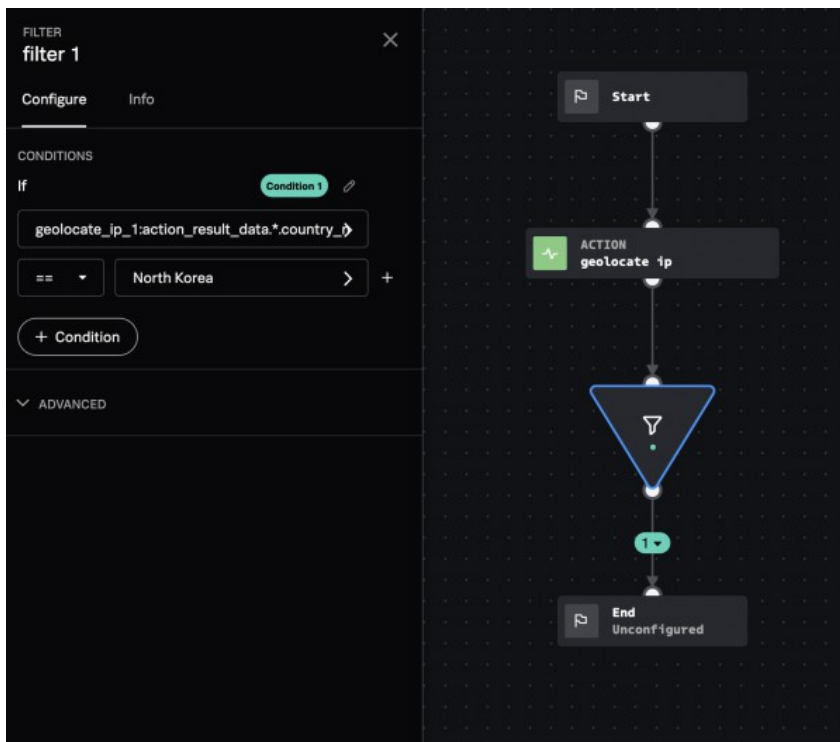 FILTER
filter 1
Configure Info
CONDITIONS
If Condition 1
geolocate_ip_1:action_result_data.*.country_
== North Korea +
+ Condition
ADVANCED
Start
ACTION
geolocate ip
1
End
Unconfigured